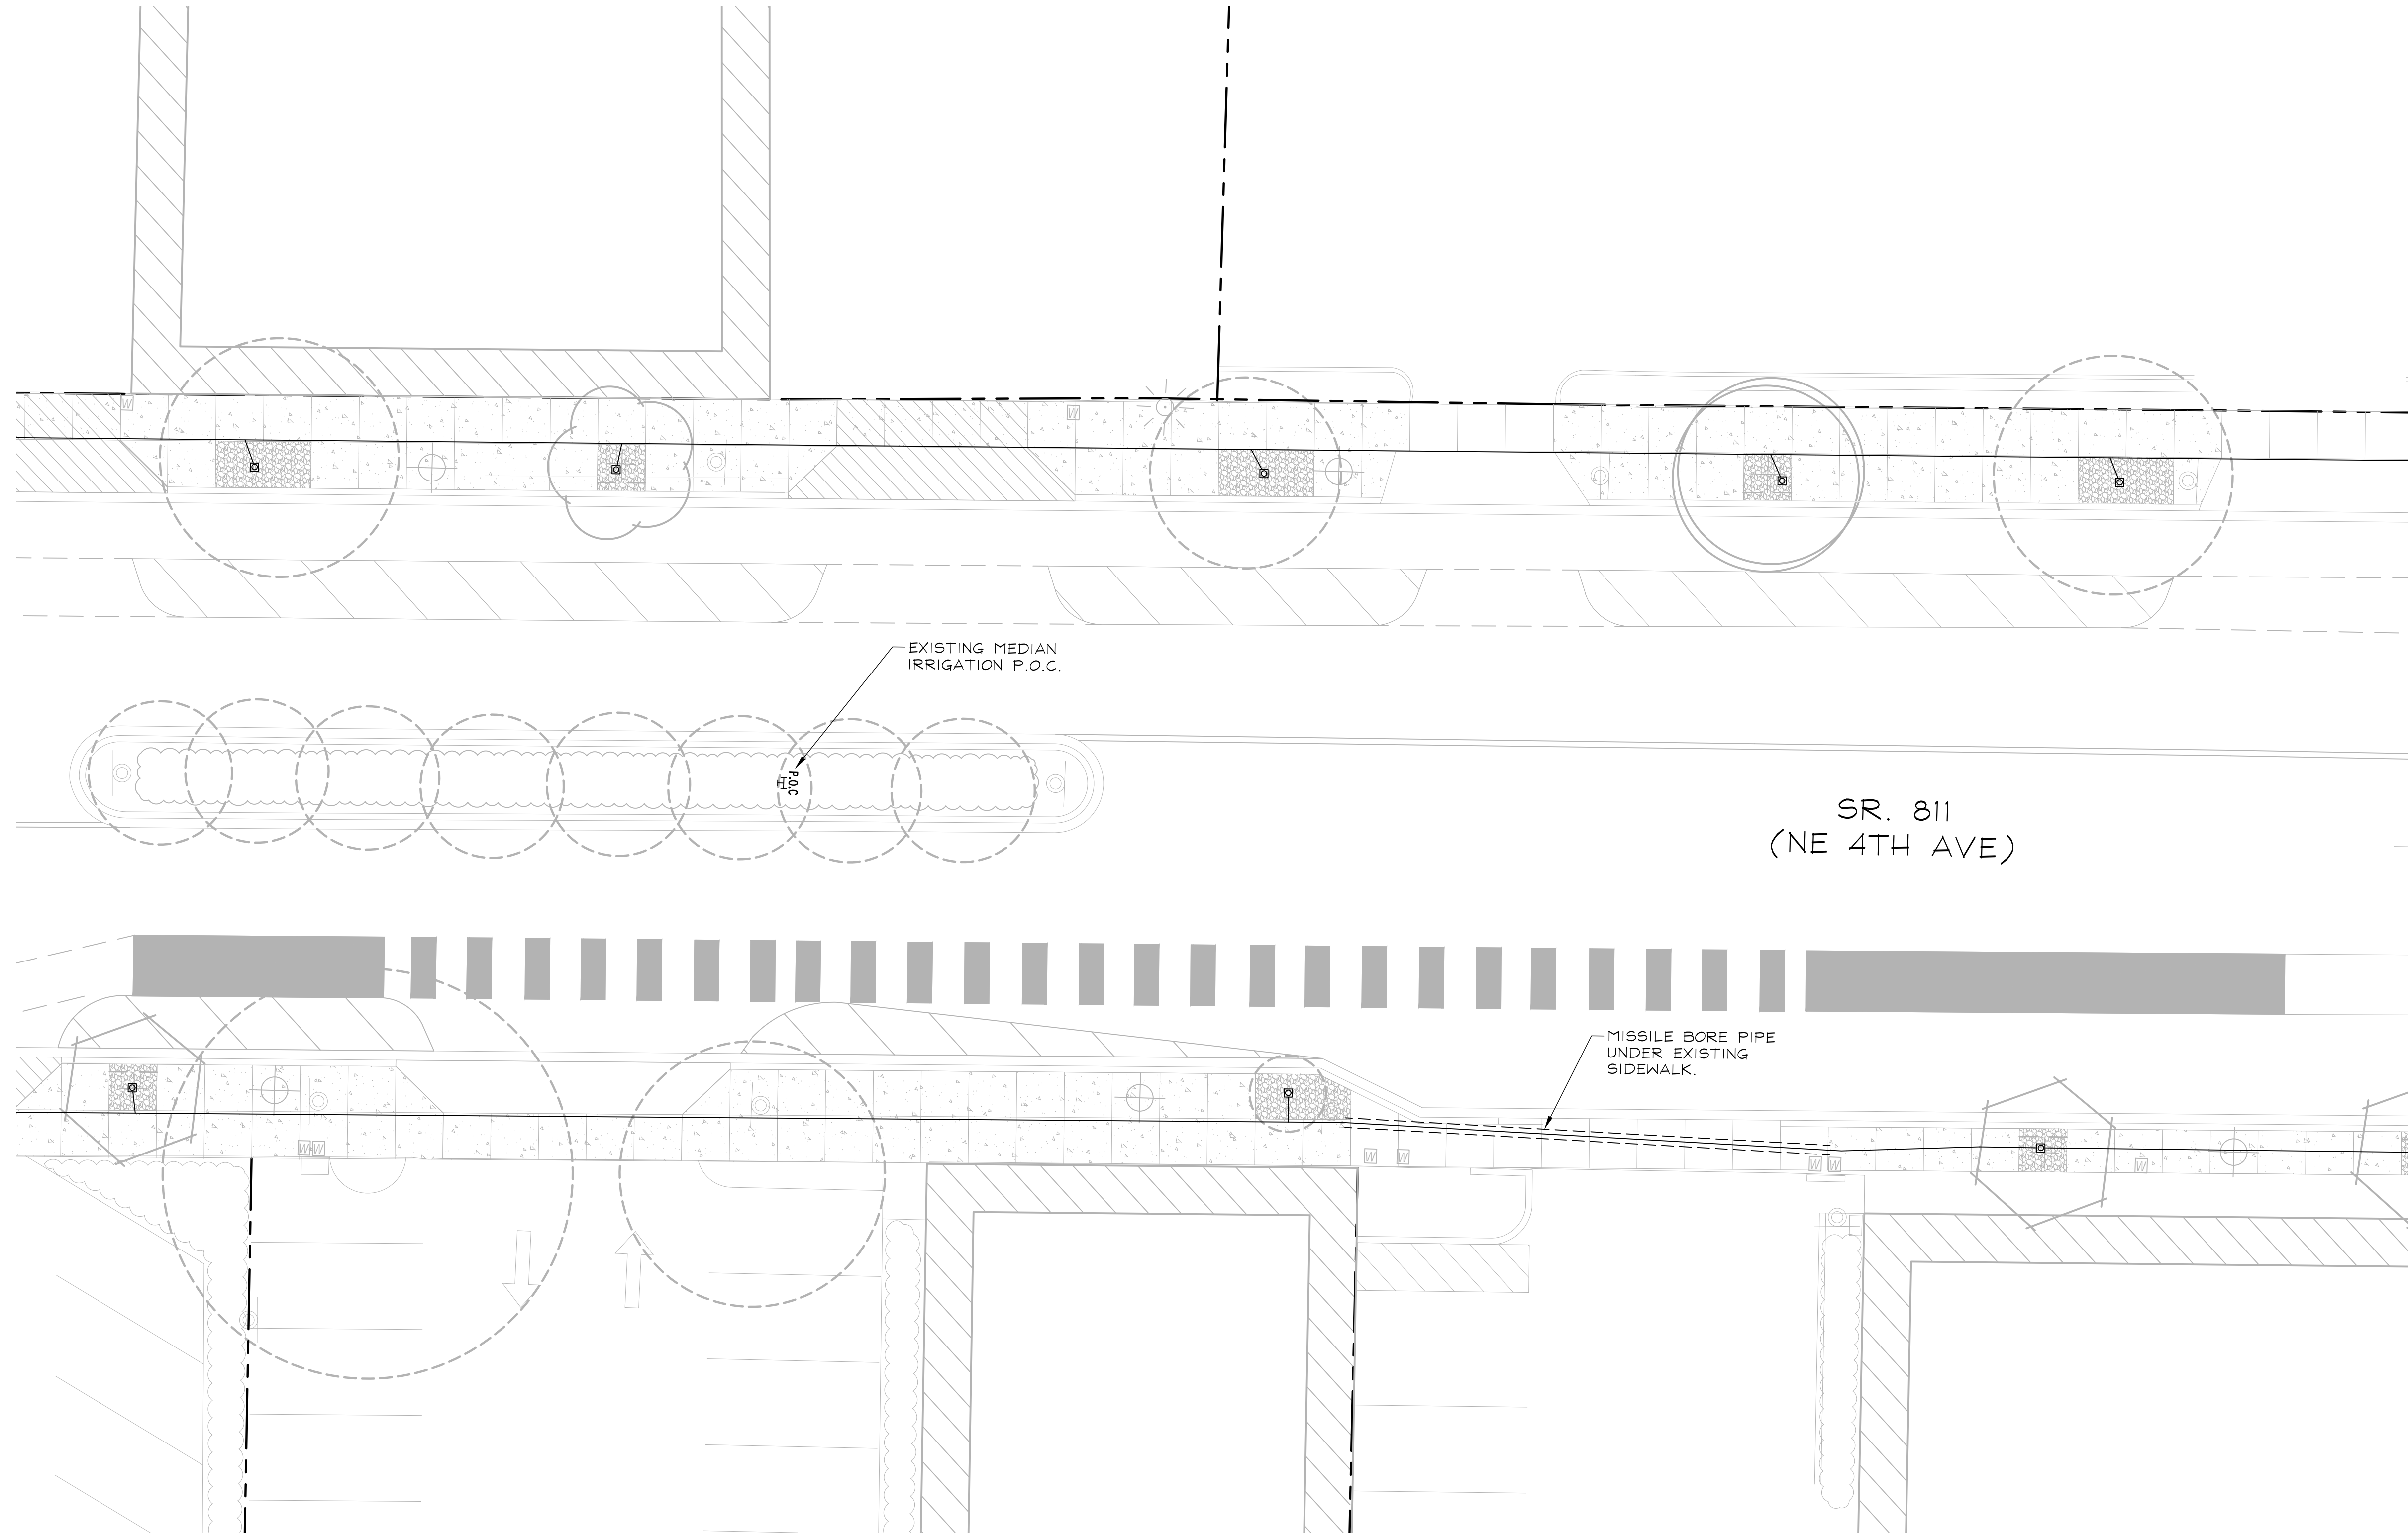 W
W
EXISTING MEDIAN
IRRIGATION P.O.C.
P.O.C
SR. 811
(NE 4TH AVE)
MISSILE BORE PIPE
UNDER EXISTING
SIDEWALK.
W W
W W
W W
W